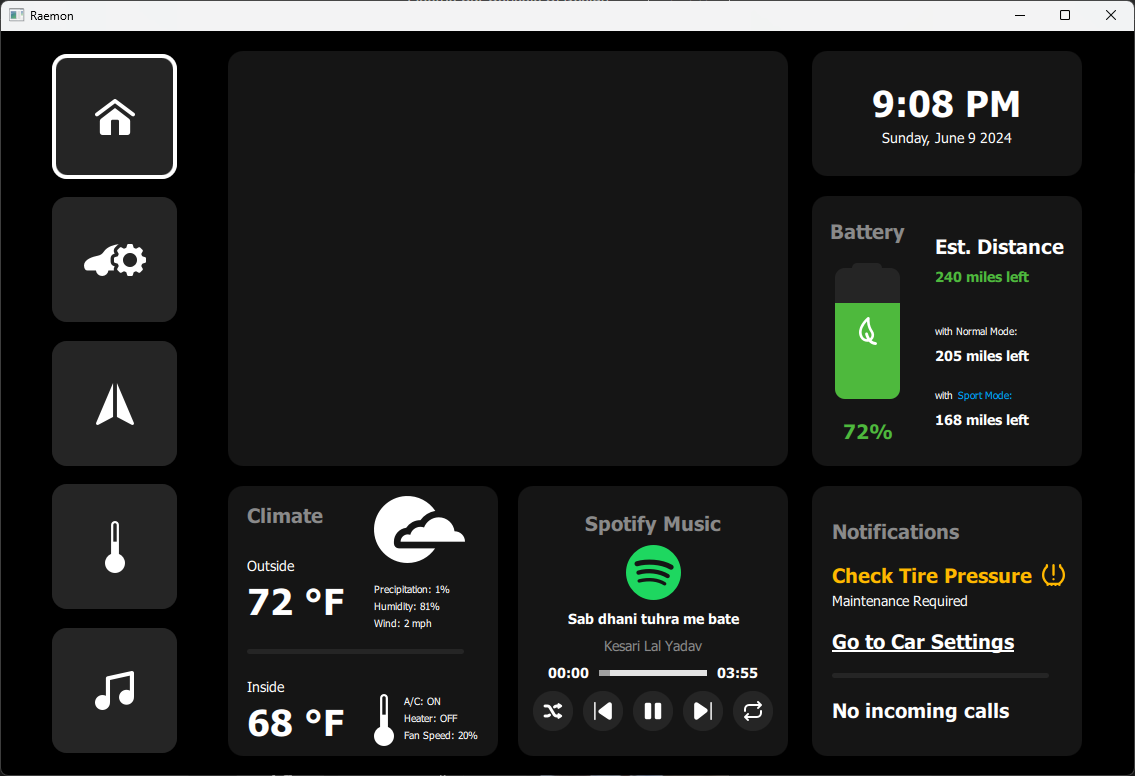 Raemon
9:08 PM
Sunday, June 9 2024
Battery
Est. Distance
240 miles left
with Normal Mode:
205 miles left
with Sport Mode:
168 miles left
72%
Climate
Outside
72 °F
Precipitation: 1%
Humidity: 81%
Wind: 2 mph
Inside
68 °F
A/C: ON
Heater: OFF
Fan Speed: 20%
Spotify Music
Sab dhani tuhra me bate
Kesari Lal Yadav
00:00 03:55
Notifications
Check Tire Pressure
Maintenance Required
Go to Car Settings
No incoming calls